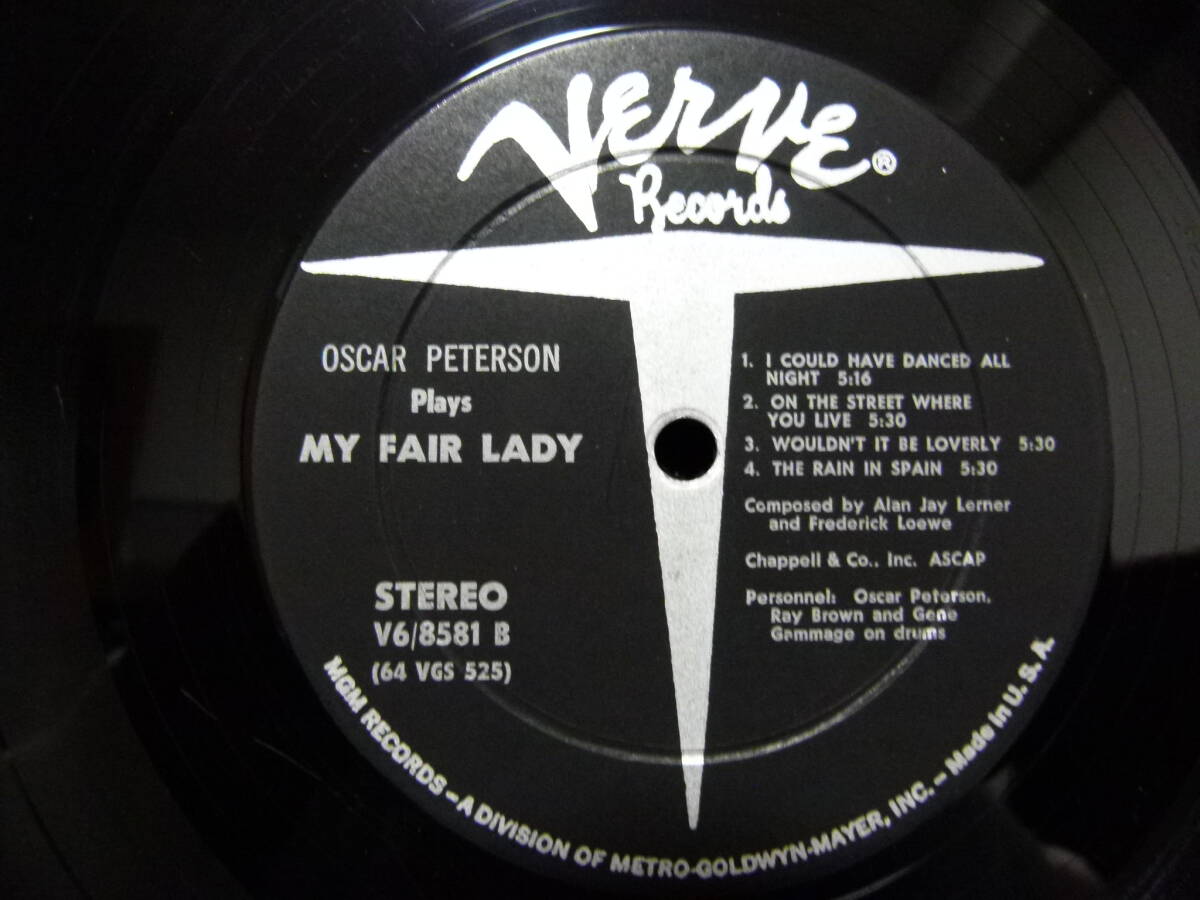 Verve®
Records
OSCAR PETERSON
Plays
MY FAIR LADY
STEREO
V6/8581 B
(64 VGS 525)
1. I COULD HAVE DANCED ALL
NIGHT 5:16
2. ON THE STREET WHERE
YOU LIVE 5:30
3. WOULDN'T IT BE LOVERLY 5:30
4. THE RAIN IN SPAIN 5:30
Composed by Alan Jay Lerner
and Frederick Loewe
Chappell & Co., Inc. ASCAP
Personnel: Oscar Peterson,
Ray Brown and Gene
Gammage on drums
MGM RECORDS – A DIVISION OF METRO-GOLDWYN-MAYER, INC. – Made in U. S. A.